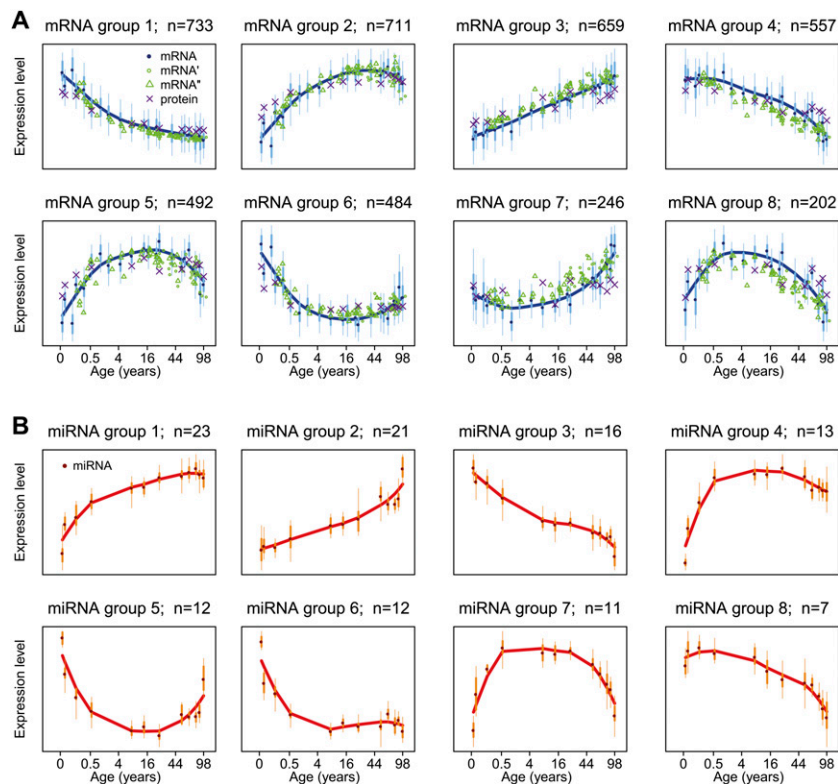 A
mRNA group 1; n=733
mRNA group 2; n=711
mRNA group 3; n=659
mRNA group 4; n=557
Expression level
mRNA
mRNA'
mRNA"
protein
mRNA group 5; n=492
mRNA group 6; n=484
mRNA group 7; n=246
mRNA group 8; n=202
Expression level
0 0.5 4 16 44 98
0 0.5 4 16 44 98
0 0.5 4 16 44 98
0 0.5 4 16 44 98
Age (years)
Age (years)
Age (years)
Age (years)
B
miRNA group 1; n=23
miRNA group 2; n=21
miRNA group 3; n=16
miRNA group 4; n=13
Expression level
miRNA
miRNA group 5; n=12
miRNA group 6; n=12
miRNA group 7; n=11
miRNA group 8; n=7
Expression level
0 0.5 4 16 44 98
0 0.5 4 16 44 98
0 0.5 4 16 44 98
0 0.5 4 16 44 98
Age (years)
Age (years)
Age (years)
Age (years)